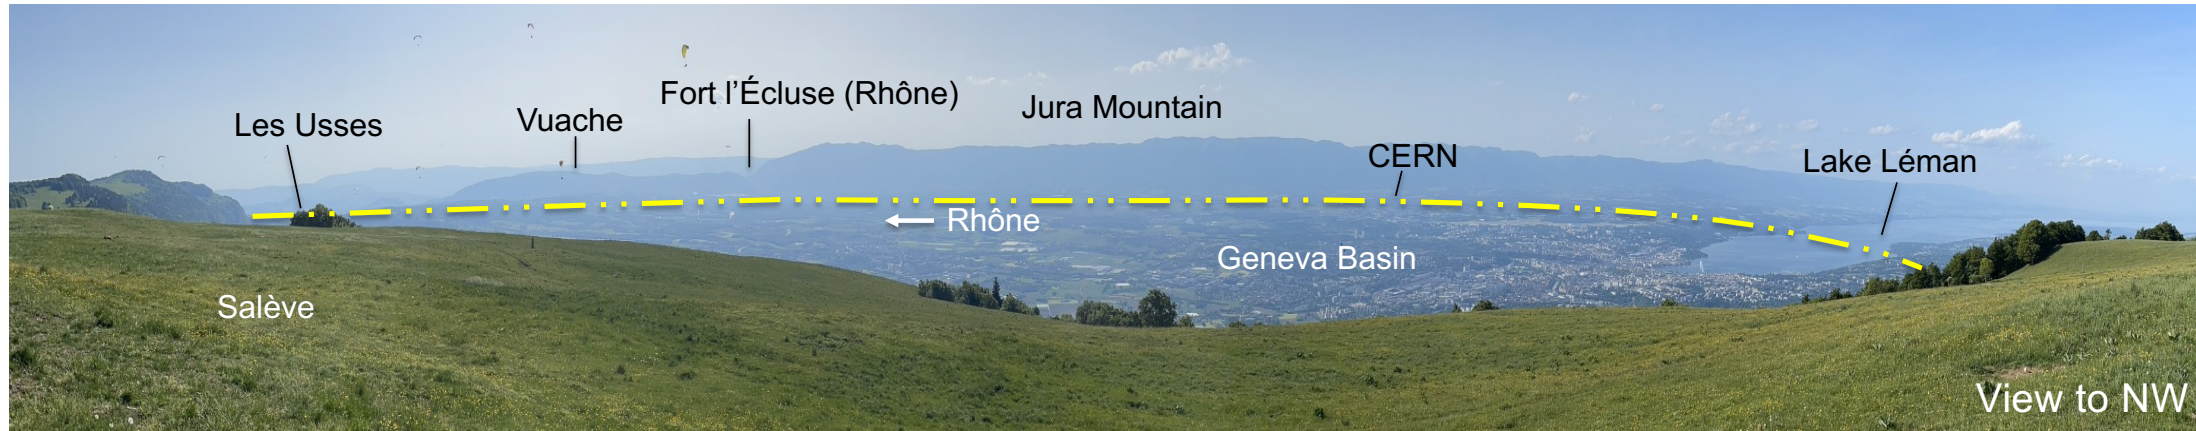 Les Usses
Vuache
Fort l’Écluse (Rhône)
Jura Mountain
CERN
Lake Léman
Rhône
Geneva Basin
Salève
View to NW